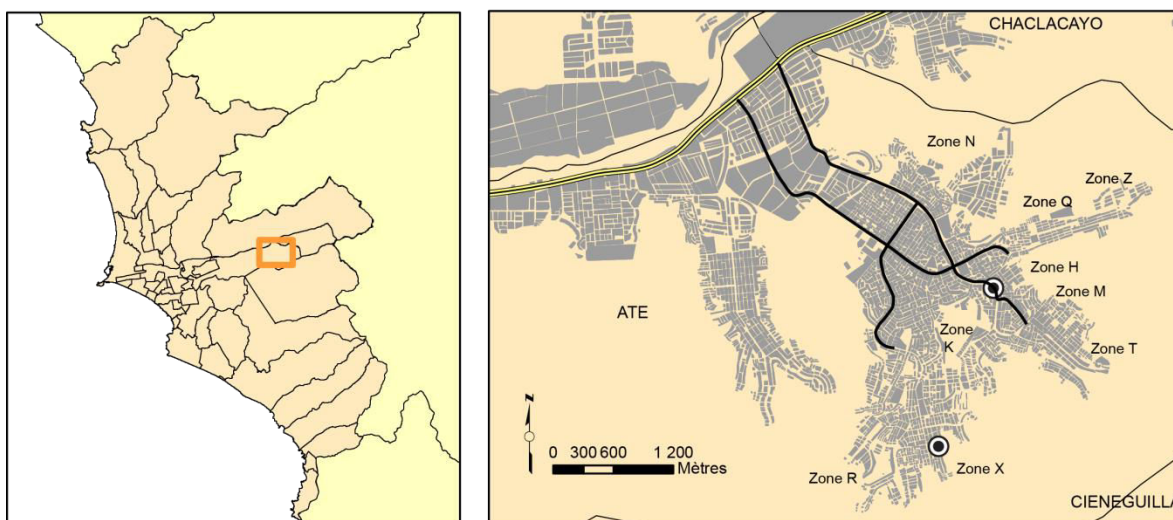 CHACLACAYO
Zone N
Zone Z
Zone Q
Zone H
Zone M
ATE
Zone
K
Zone T
N
0 300 600 1 200
Mètres
Zone R
Zone X
CIENEGUILLA